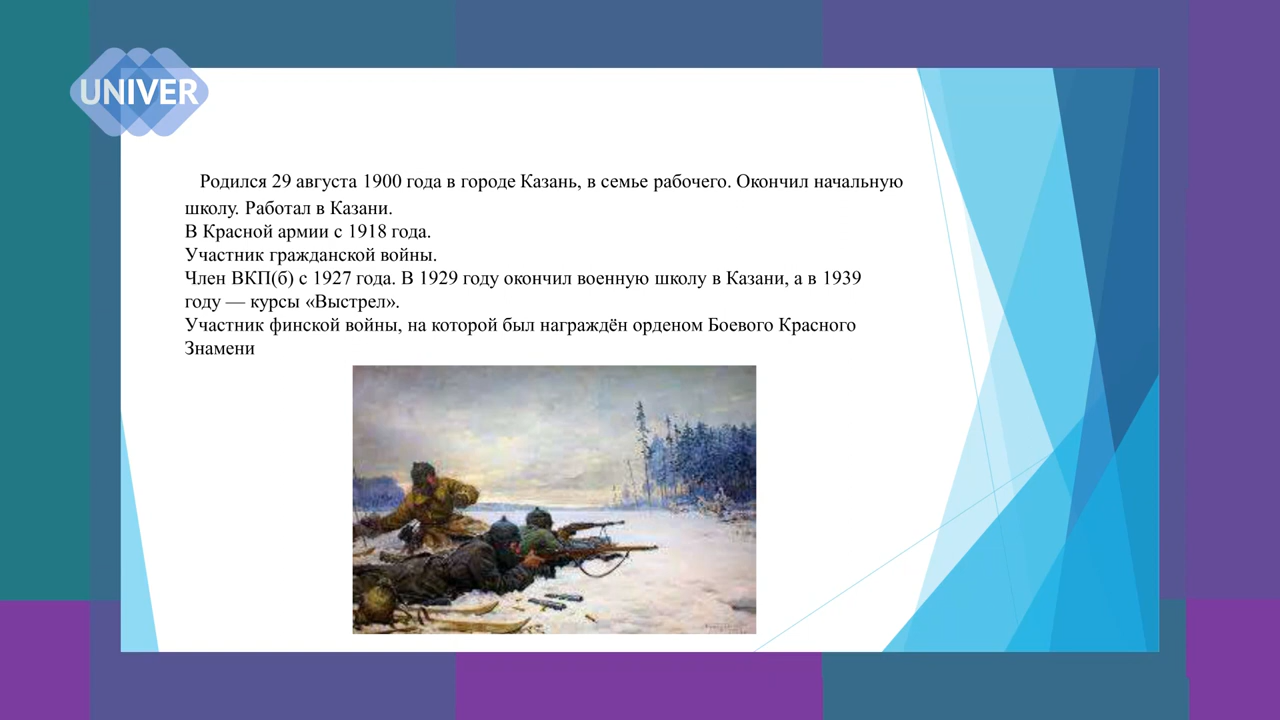 UNIVER
Родился 29 августа 1900 года в городе Казань, в семье рабочего. Окончил начальную
школу. Работал в Казани.
В Красной армии с 1918 года.
Участник гражданской войны.
Член ВКП(б) с 1927 года. В 1929 году окончил военную школу в Казани, а в 1939
году — курсы «Выстрел».
Участник финской войны, на которой был награждён орденом Боевого Красного
Знамени